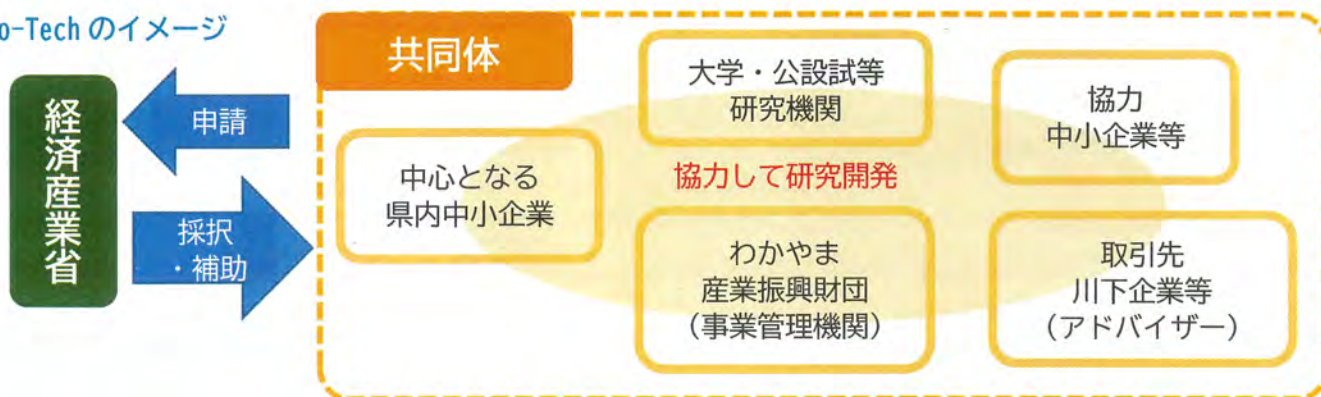 o-Tech のイメージ
経済産業省
申請
採択
・補助
共同体
中心となる
県内中小企業
大学・公設試等
研究機関
協力
中小企業等
協力して研究開発
わかやま
産業振興財団
（事業管理機関）
取引先
川下企業等
（アドバイザー）